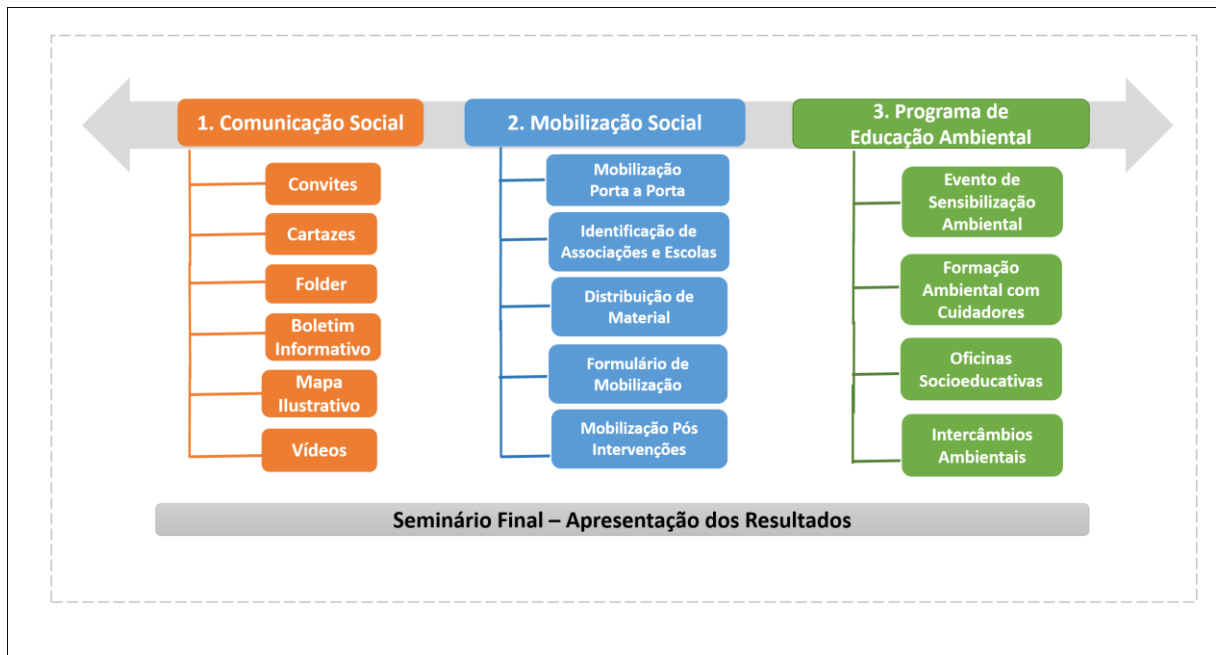 1. Comunicação Social
Convites
Cartazes
Folder
Boletim
Informativo
Mapa
Ilustrativo
Vídeos
2. Mobilização Social
Mobilização
Porta a Porta
Identificação de
Associações e Escolas
Distribuição de
Material
Formulário de
Mobilização
Mobilização Pós
Intervenções
3. Programa de
Educação Ambiental
Evento de
Sensibilização
Ambiental
Formação
Ambiental com
Cuidadores
Oficinas
Socioeducativas
Intercâmbios
Ambientais
Seminário Final – Apresentação dos Resultados